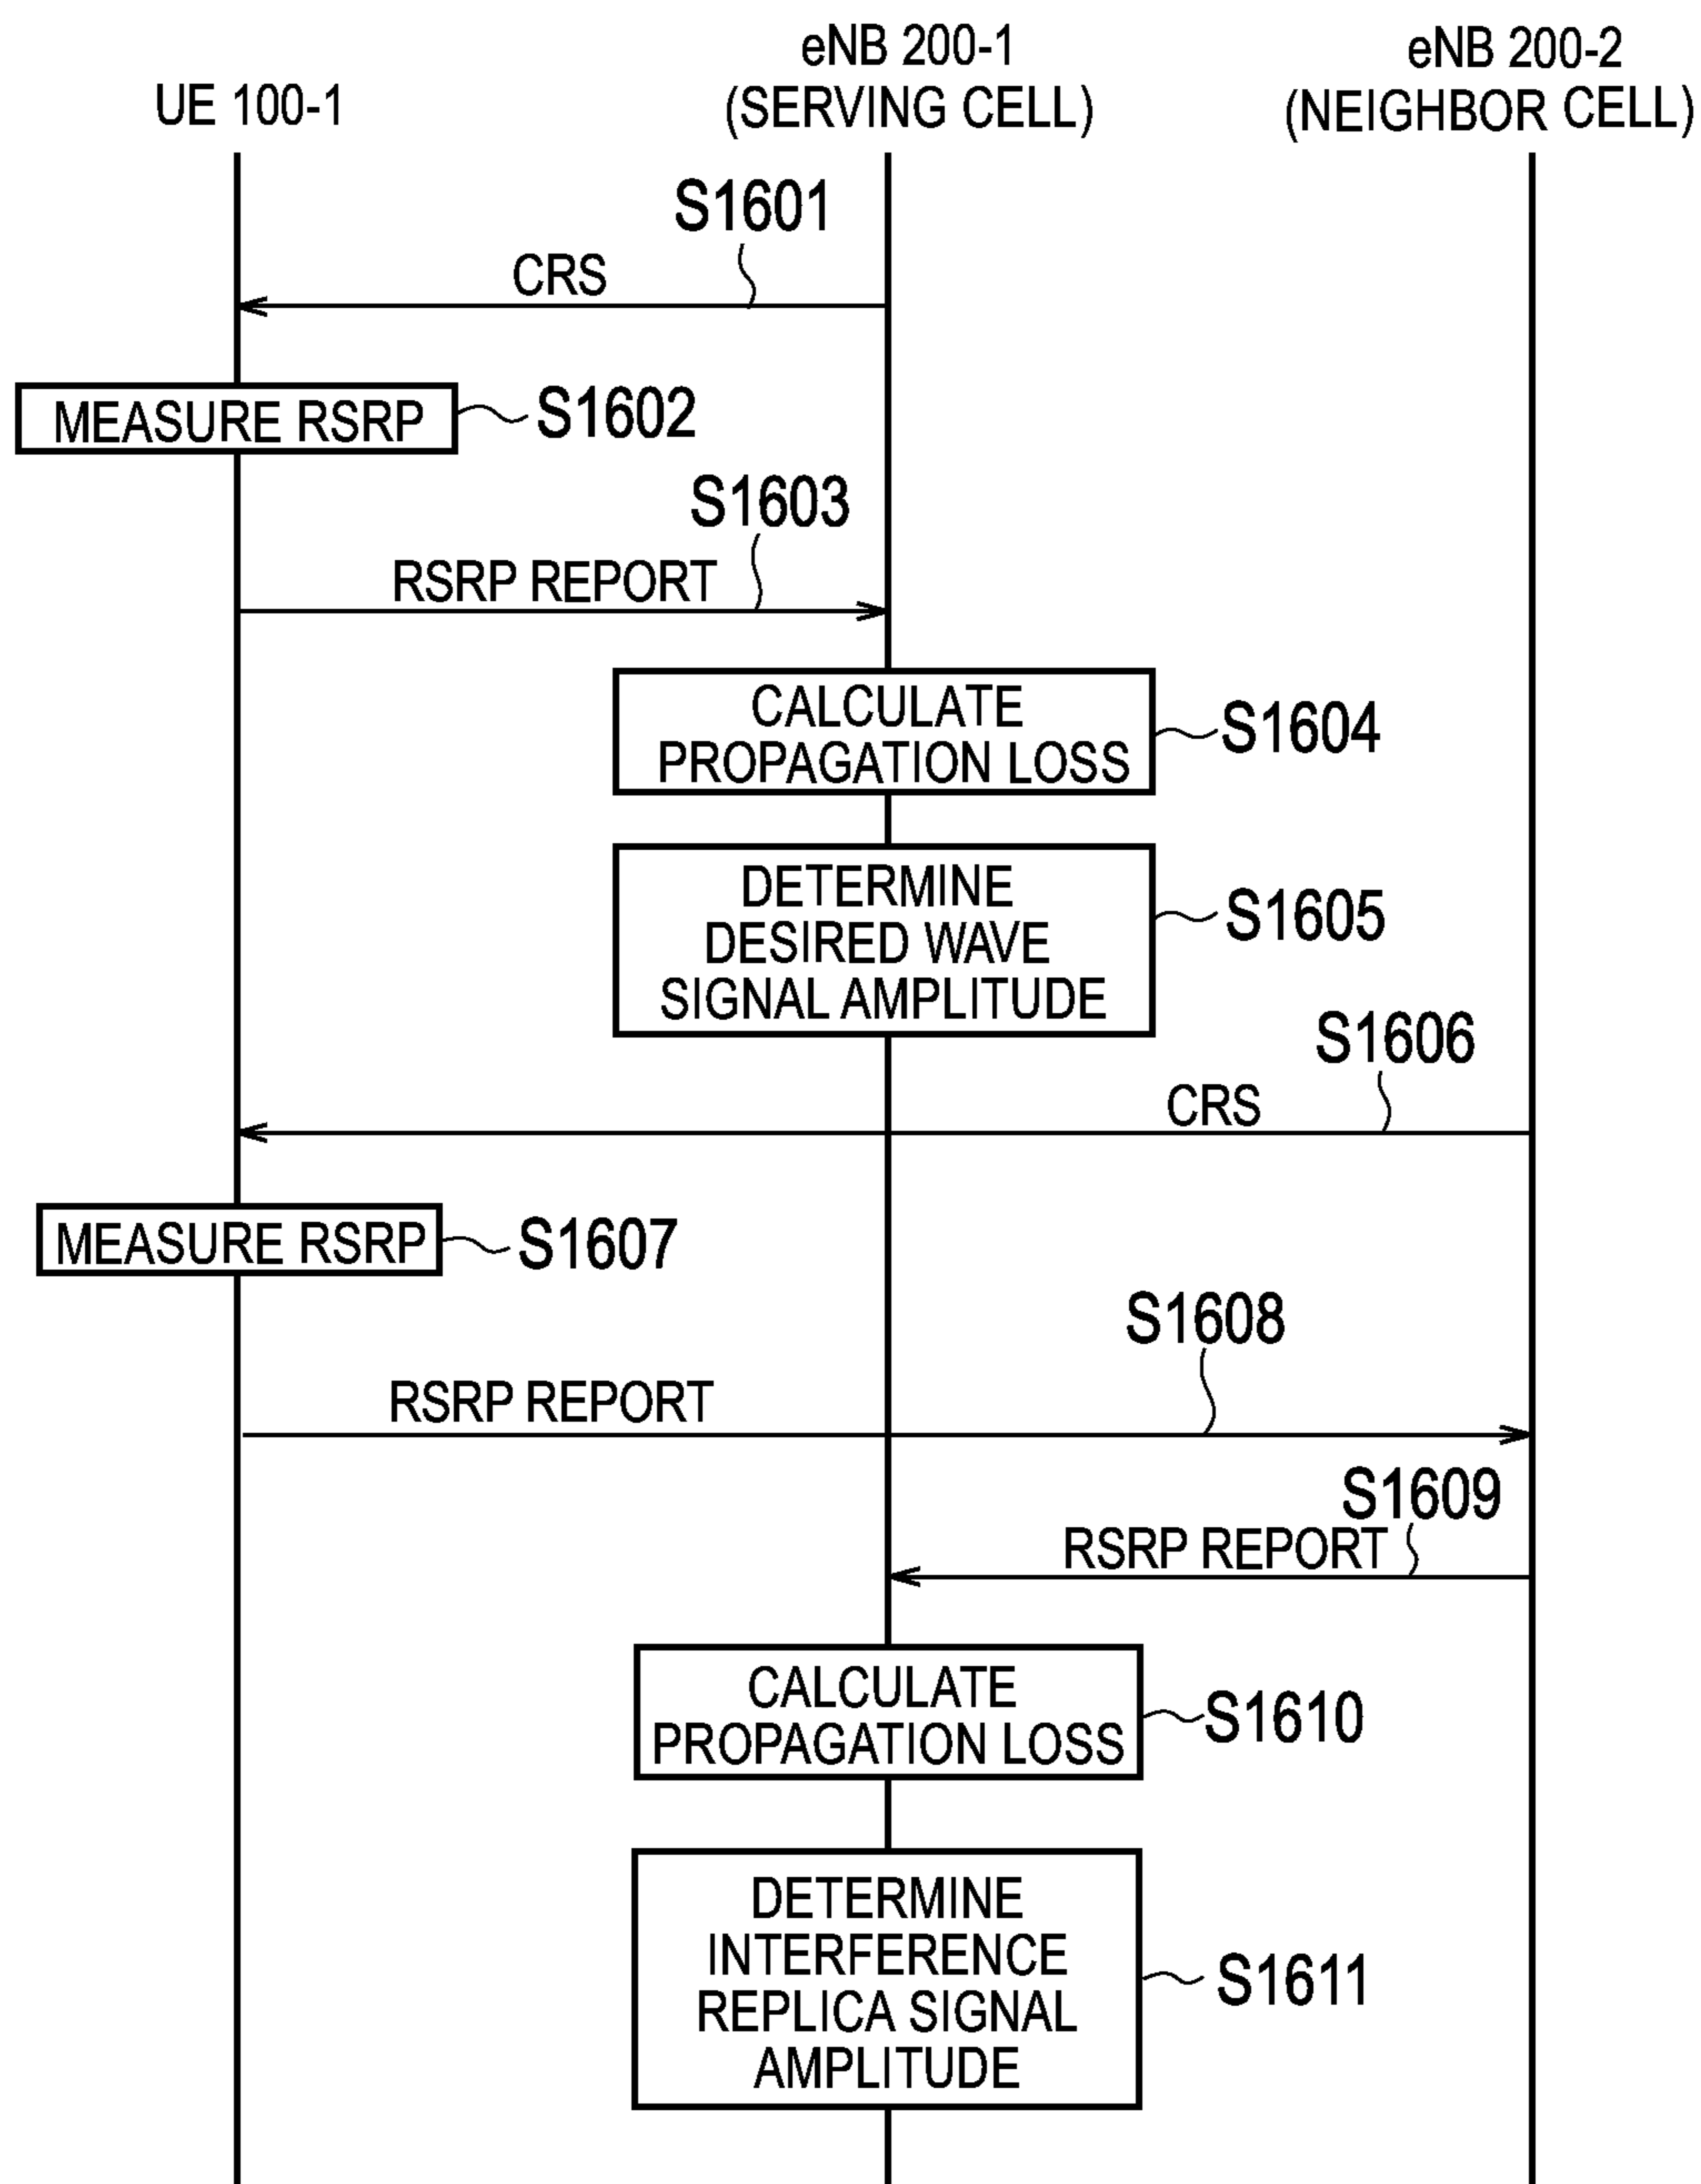 UE 100-1
eNB 200-1
(SERVING CELL)
eNB 200-2
(NEIGHBOR CELL)
S1601
CRS
MEASURE RSRP
S1602
S1603
RSRP REPORT
CALCULATE
PROPAGATION LOSS
S1604
DETERMINE
DESIRED WAVE
SIGNAL AMPLITUDE
S1605
S1606
CRS
MEASURE RSRP
S1607
S1608
RSRP REPORT
S1609
RSRP REPORT
CALCULATE
PROPAGATION LOSS
S1610
DETERMINE
INTERFERENCE
REPLICA SIGNAL
AMPLITUDE
S1611